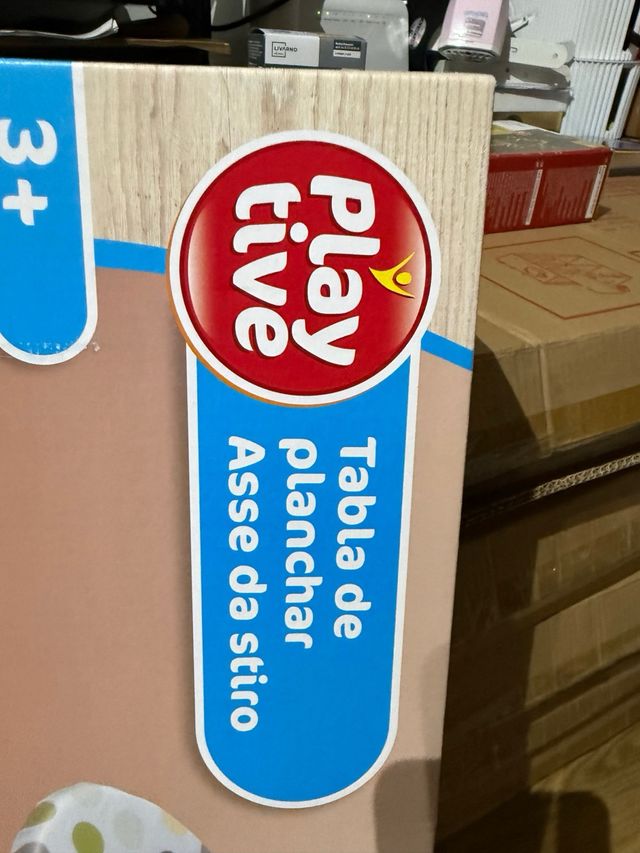 3+
Play
tive
Tabla de
planchar
Asse da stiro
LIVARNO